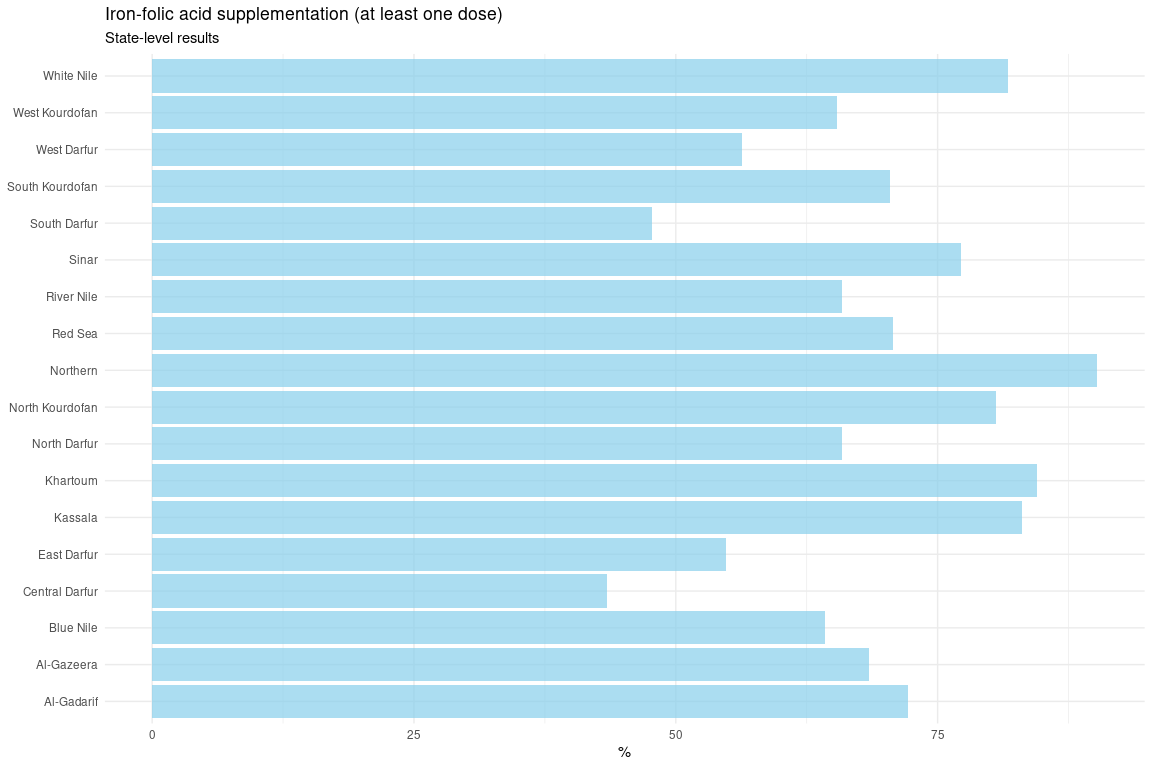 Iron-folic acid supplementation (at least one dose)
State-level results
White Nile
West Kourdofan
West Darfur
South Kourdofan
South Darfur
Sinar
River Nile
Red Sea
Northern
North Kourdofan
North Darfur
Khartoum
Kassala
East Darfur
Central Darfur
Blue Nile
Al-Gazeera
Al-Gadarif
0 25 50 75
%